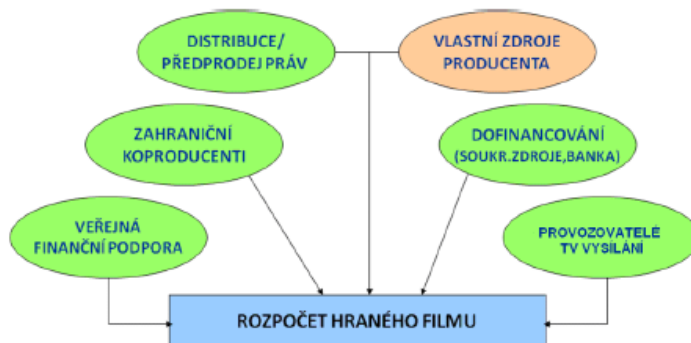 DISTRIBUCE/
PŘEDPRODEJ PRÁV
VLASTNÍ ZDROJE
PRODUCENTA
ZAHRANIČNÍ
KOPRODUCENTI
DOFINANCOVÁNÍ
(SOUKR.ZDROJE,BANKA)
VEŘEJNÁ
FINANČNÍ PODPORA
PROVOZOVATELÉ
TV VYSÍLÁNÍ
ROZPOČET HRANÉHO FILMU